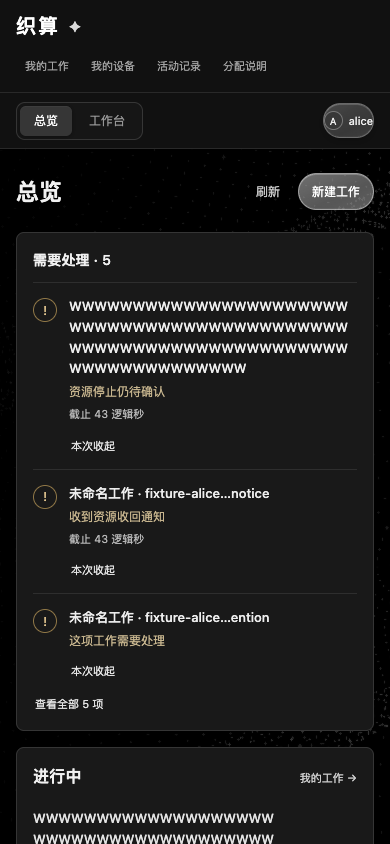 织算
我的工作 我的设备 活动记录 分配说明
总览 工作台
A alice
总览
刷新 新建工作
需要处理 · 5
! WWWWWWWWWWWWWWWWWWWWWW
WWWWWWWWWWWWWWWWWWWWWW
WWWWWWWWWWWWWWWWWWWWWW
WWWWWWWWWWWWWW
资源停止仍待确认
截止 43 逻辑秒
本次收起
! 未命名工作 · fixture-alice...notice
收到资源收回通知
截止 43 逻辑秒
本次收起
! 未命名工作 · fixture-alice...ention
这项工作需要处理
本次收起
查看全部 5 项
进行中 我的工作 →
WWWWWWWWWWWWWWWWWWW
WWWWWWWWWWWWWWWWWWW